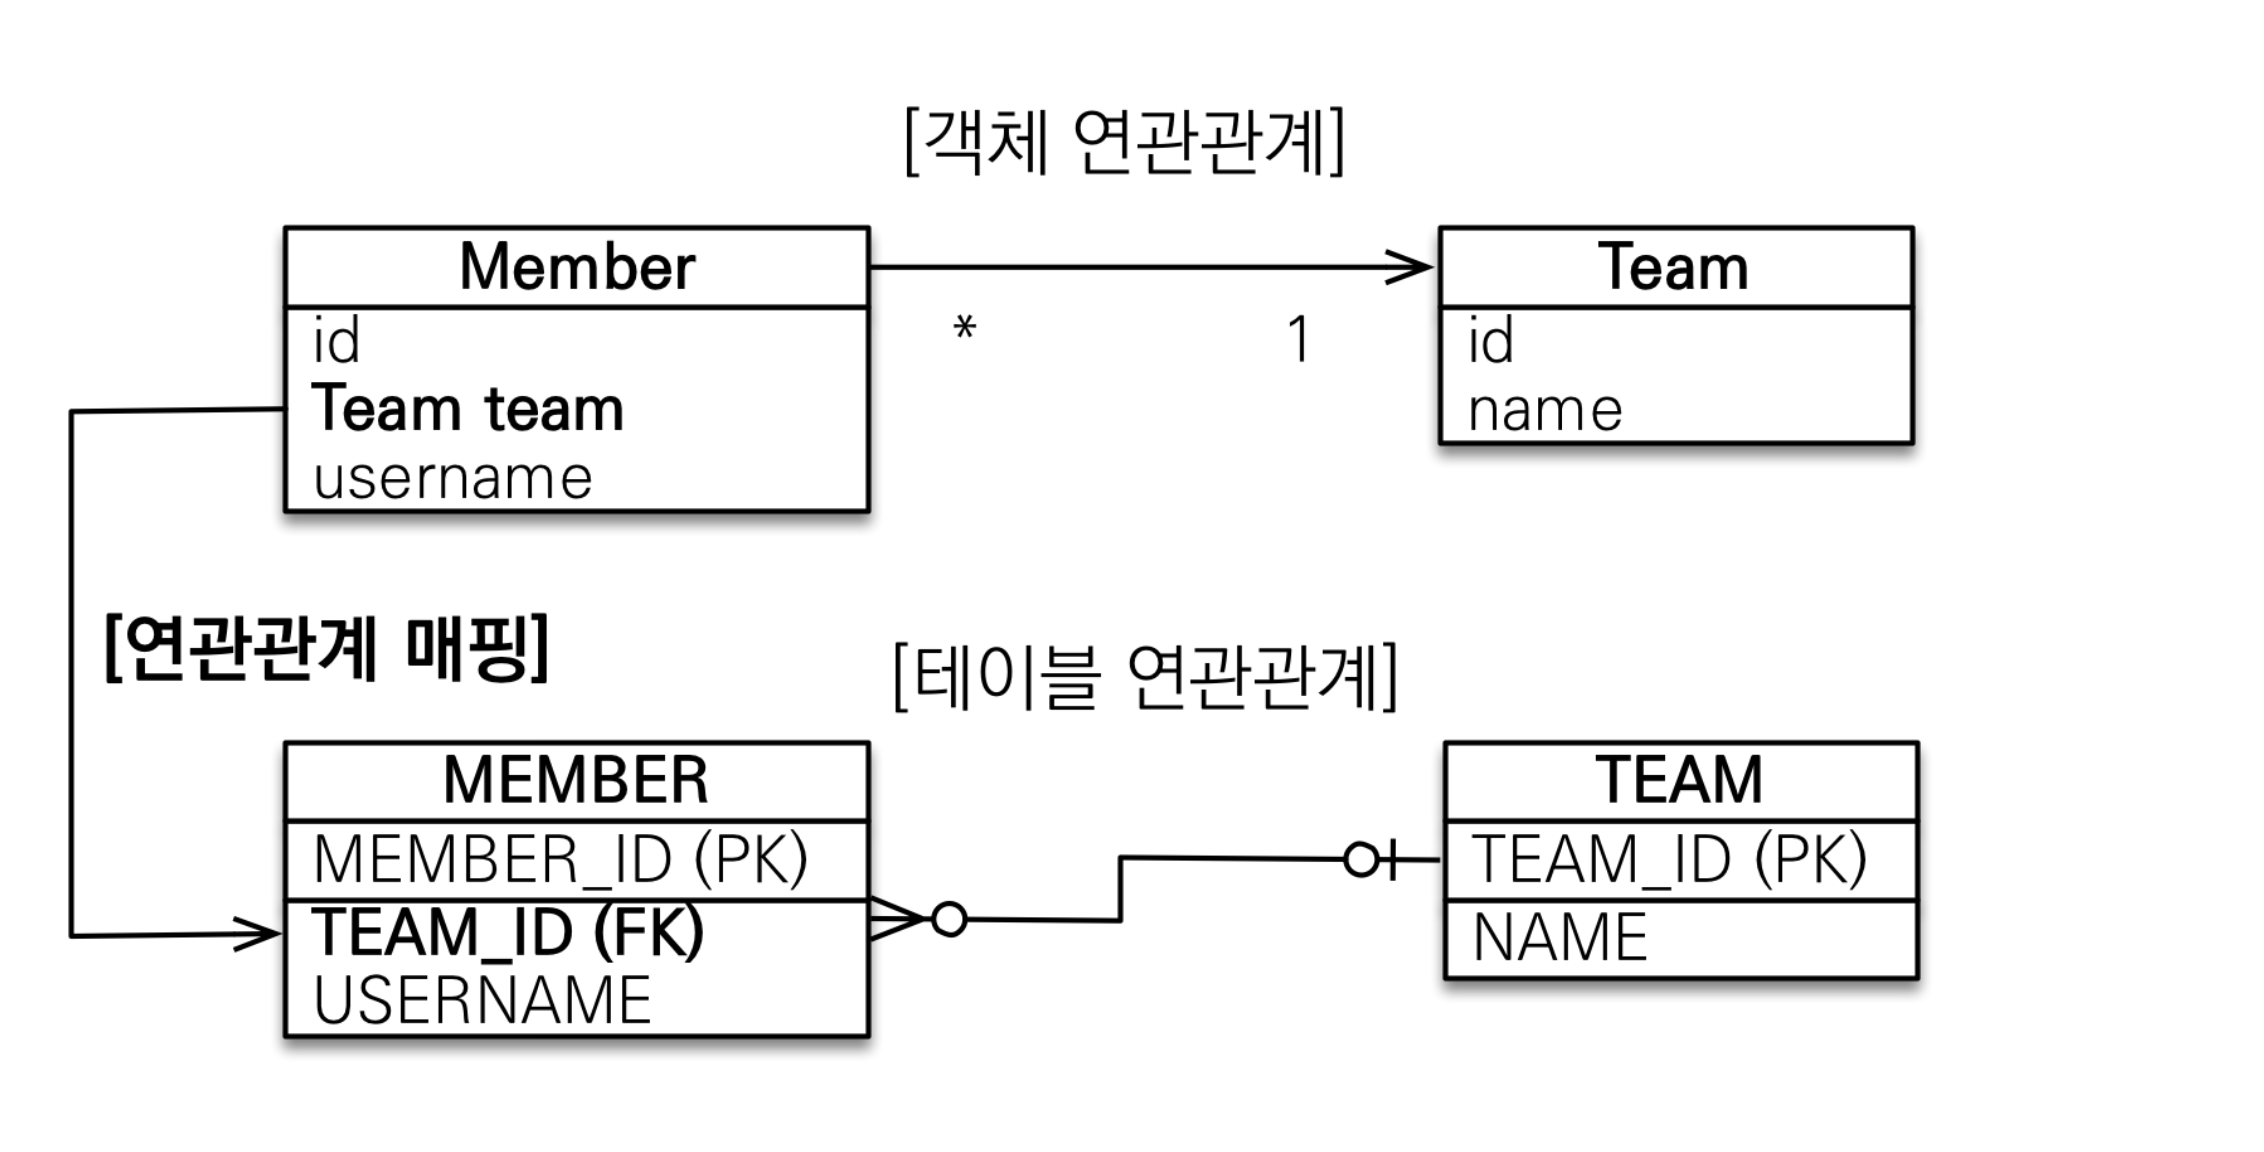 [객체 연관관계]
Member
Team
*
1
id
Team team
username
id
name
[연관관계 매핑]
[테이블 연관관계]
MEMBER
MEMBER_ID (PK)
TEAM_ID (FK)
USERNAME
TEAM
TEAM_ID (PK)
NAME